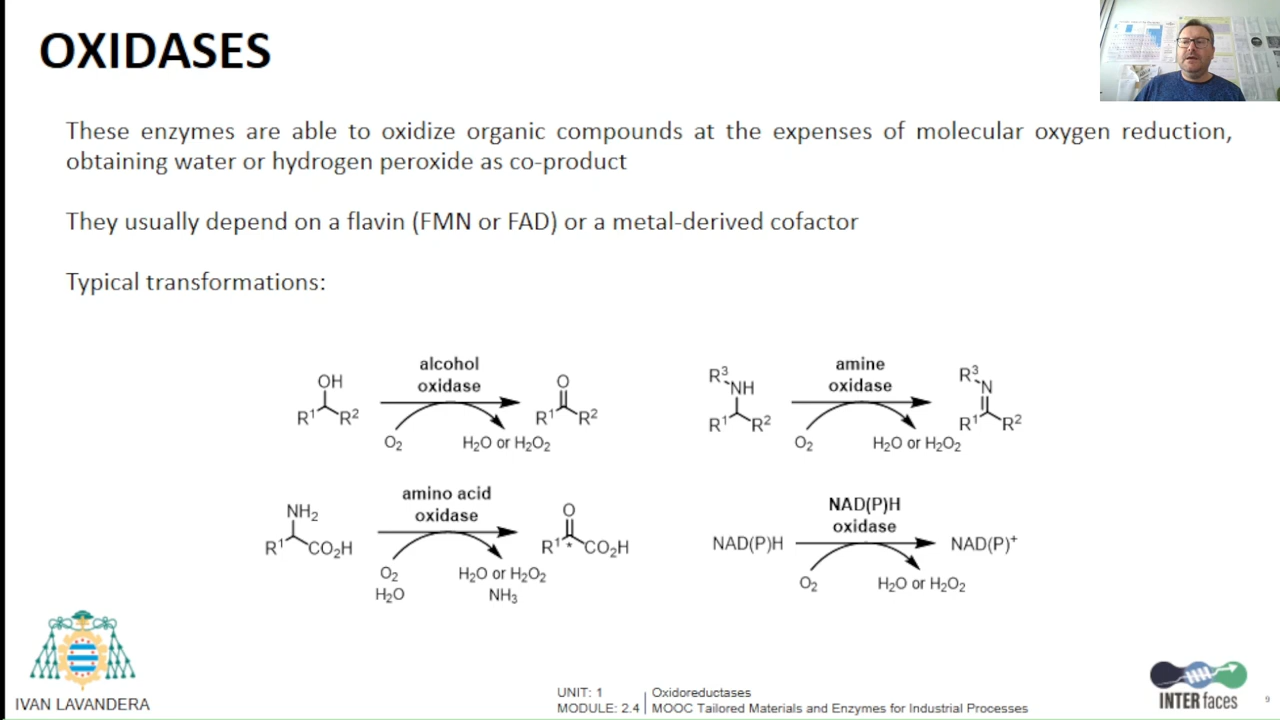 OXIDASES
These enzymes are able to oxidize organic compounds at the expenses of molecular oxygen reduction,
obtaining water or hydrogen peroxide as co-product
They usually depend on a flavin (FMN or FAD) or a metal-derived cofactor
Typical transformations:
alcohol
oxidase
OH
R¹ R²
O₂
H₂O or H₂O₂
O
R¹ R²
amine
oxidase
R³
NH
R¹ R²
O₂
H₂O or H₂O₂
R³
N
R¹ R²
amino acid
oxidase
NH₂
R¹ CO₂H
O₂
H₂O
H₂O or H₂O₂
NH₃
O
R¹ * CO₂H
NAD(P)H
oxidase
NAD(P)H
O₂
H₂O or H₂O₂
NAD(P)⁺
IVAN LAVANDERA
UNIT: 1 | Oxidoreductases
MODULE: 2.4 | MOOC Tailored Materials and Enzymes for Industrial Processes
INTERfaces
9